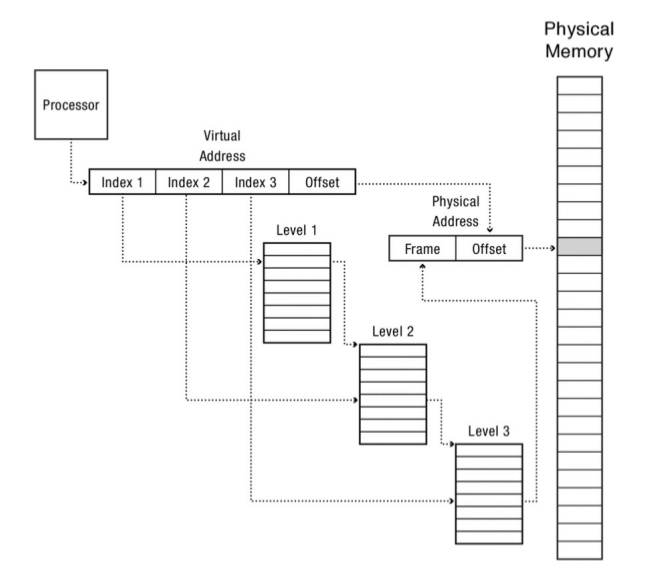 Physical
Memory
Processor
Virtual
Address
Index 1
Index 2
Index 3
Offset
Physical
Address
Level 1
Frame
Offset
Level 2
Level 3